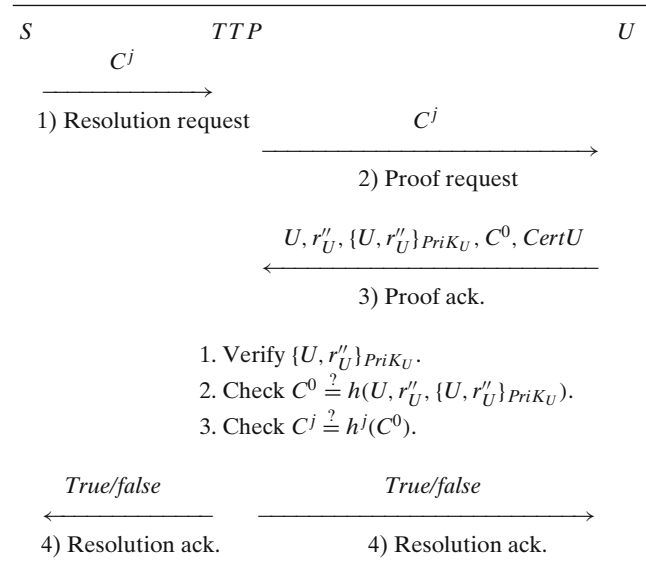 S TTP U
C^j
1) Resolution request
C^j
2) Proof request
U, r''_U, {U, r''_U}_{PriK_U}, C^0, CertU
3) Proof ack.
1. Verify {U, r''_U}_{PriK_U}.
2. Check C^0 ≟ h(U, r''_U, {U, r''_U}_{PriK_U}).
3. Check C^j ≟ h^j(C^0).
True/false True/false
4) Resolution ack. 4) Resolution ack.